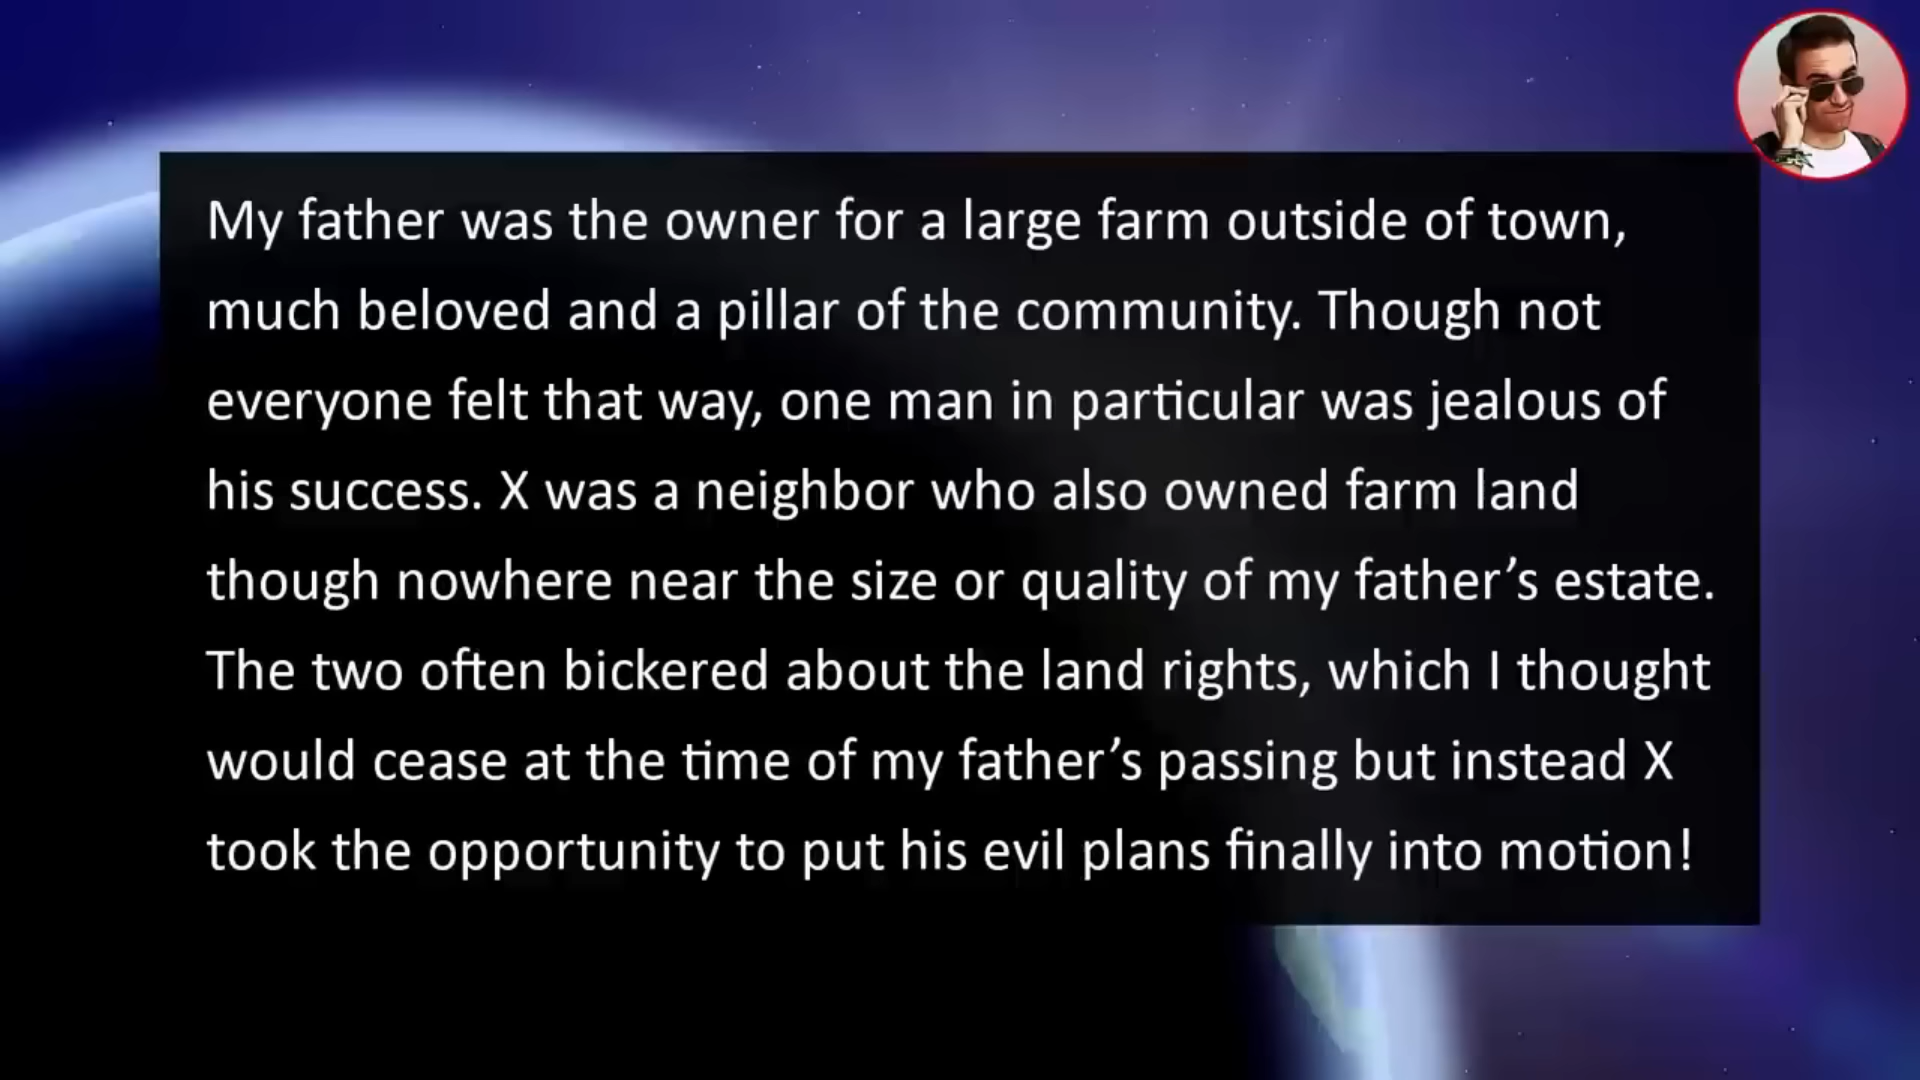 My father was the owner for a large farm outside of town,
much beloved and a pillar of the community. Though not
everyone felt that way, one man in particular was jealous of
his success. X was a neighbor who also owned farm land
though nowhere near the size or quality of my father’s estate.
The two often bickered about the land rights, which I thought
would cease at the time of my father’s passing but instead X
took the opportunity to put his evil plans finally into motion!